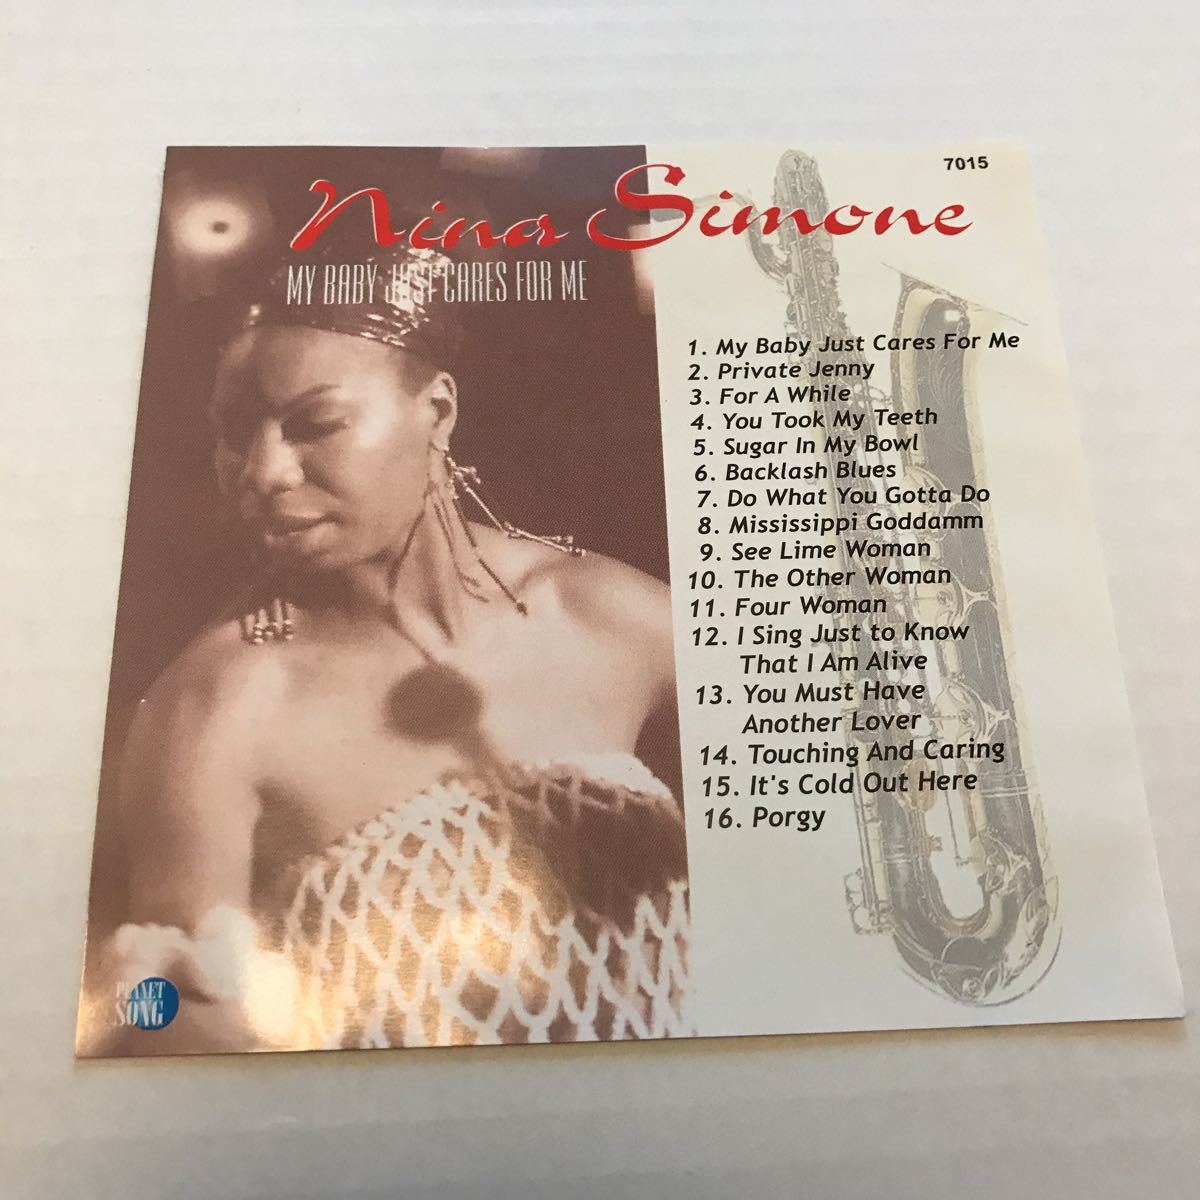 7015
Nina Simone
MY BABY JUST CARES FOR ME
1. My Baby Just Cares For Me
2. Private Jenny
3. For A While
4. You Took My Teeth
5. Sugar In My Bowl
6. Backlash Blues
7. Do What You Gotta Do
8. Mississippi Goddamm
9. See Lime Woman
10. The Other Woman
11. Four Woman
12. I Sing Just to Know
That I Am Alive
13. You Must Have
Another Lover
14. Touching And Caring
15. It's Cold Out Here
16. Porgy
PLANET
SONG